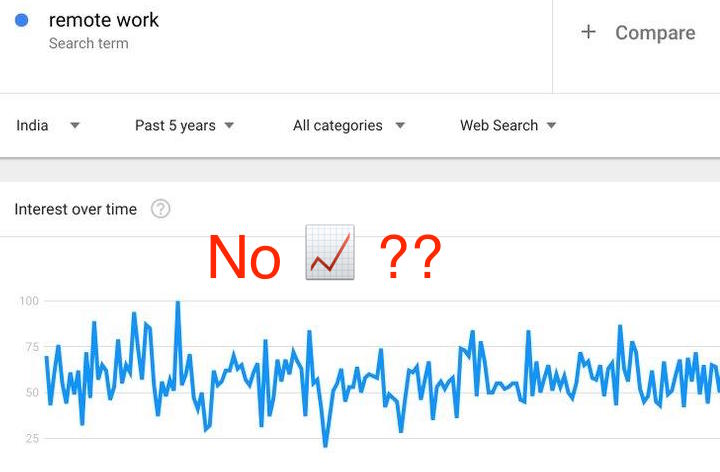 remote work
Search term
+ Compare
India
Past 5 years
All categories
Web Search
Interest over time ?
No 📈 ??
100
75
50
25